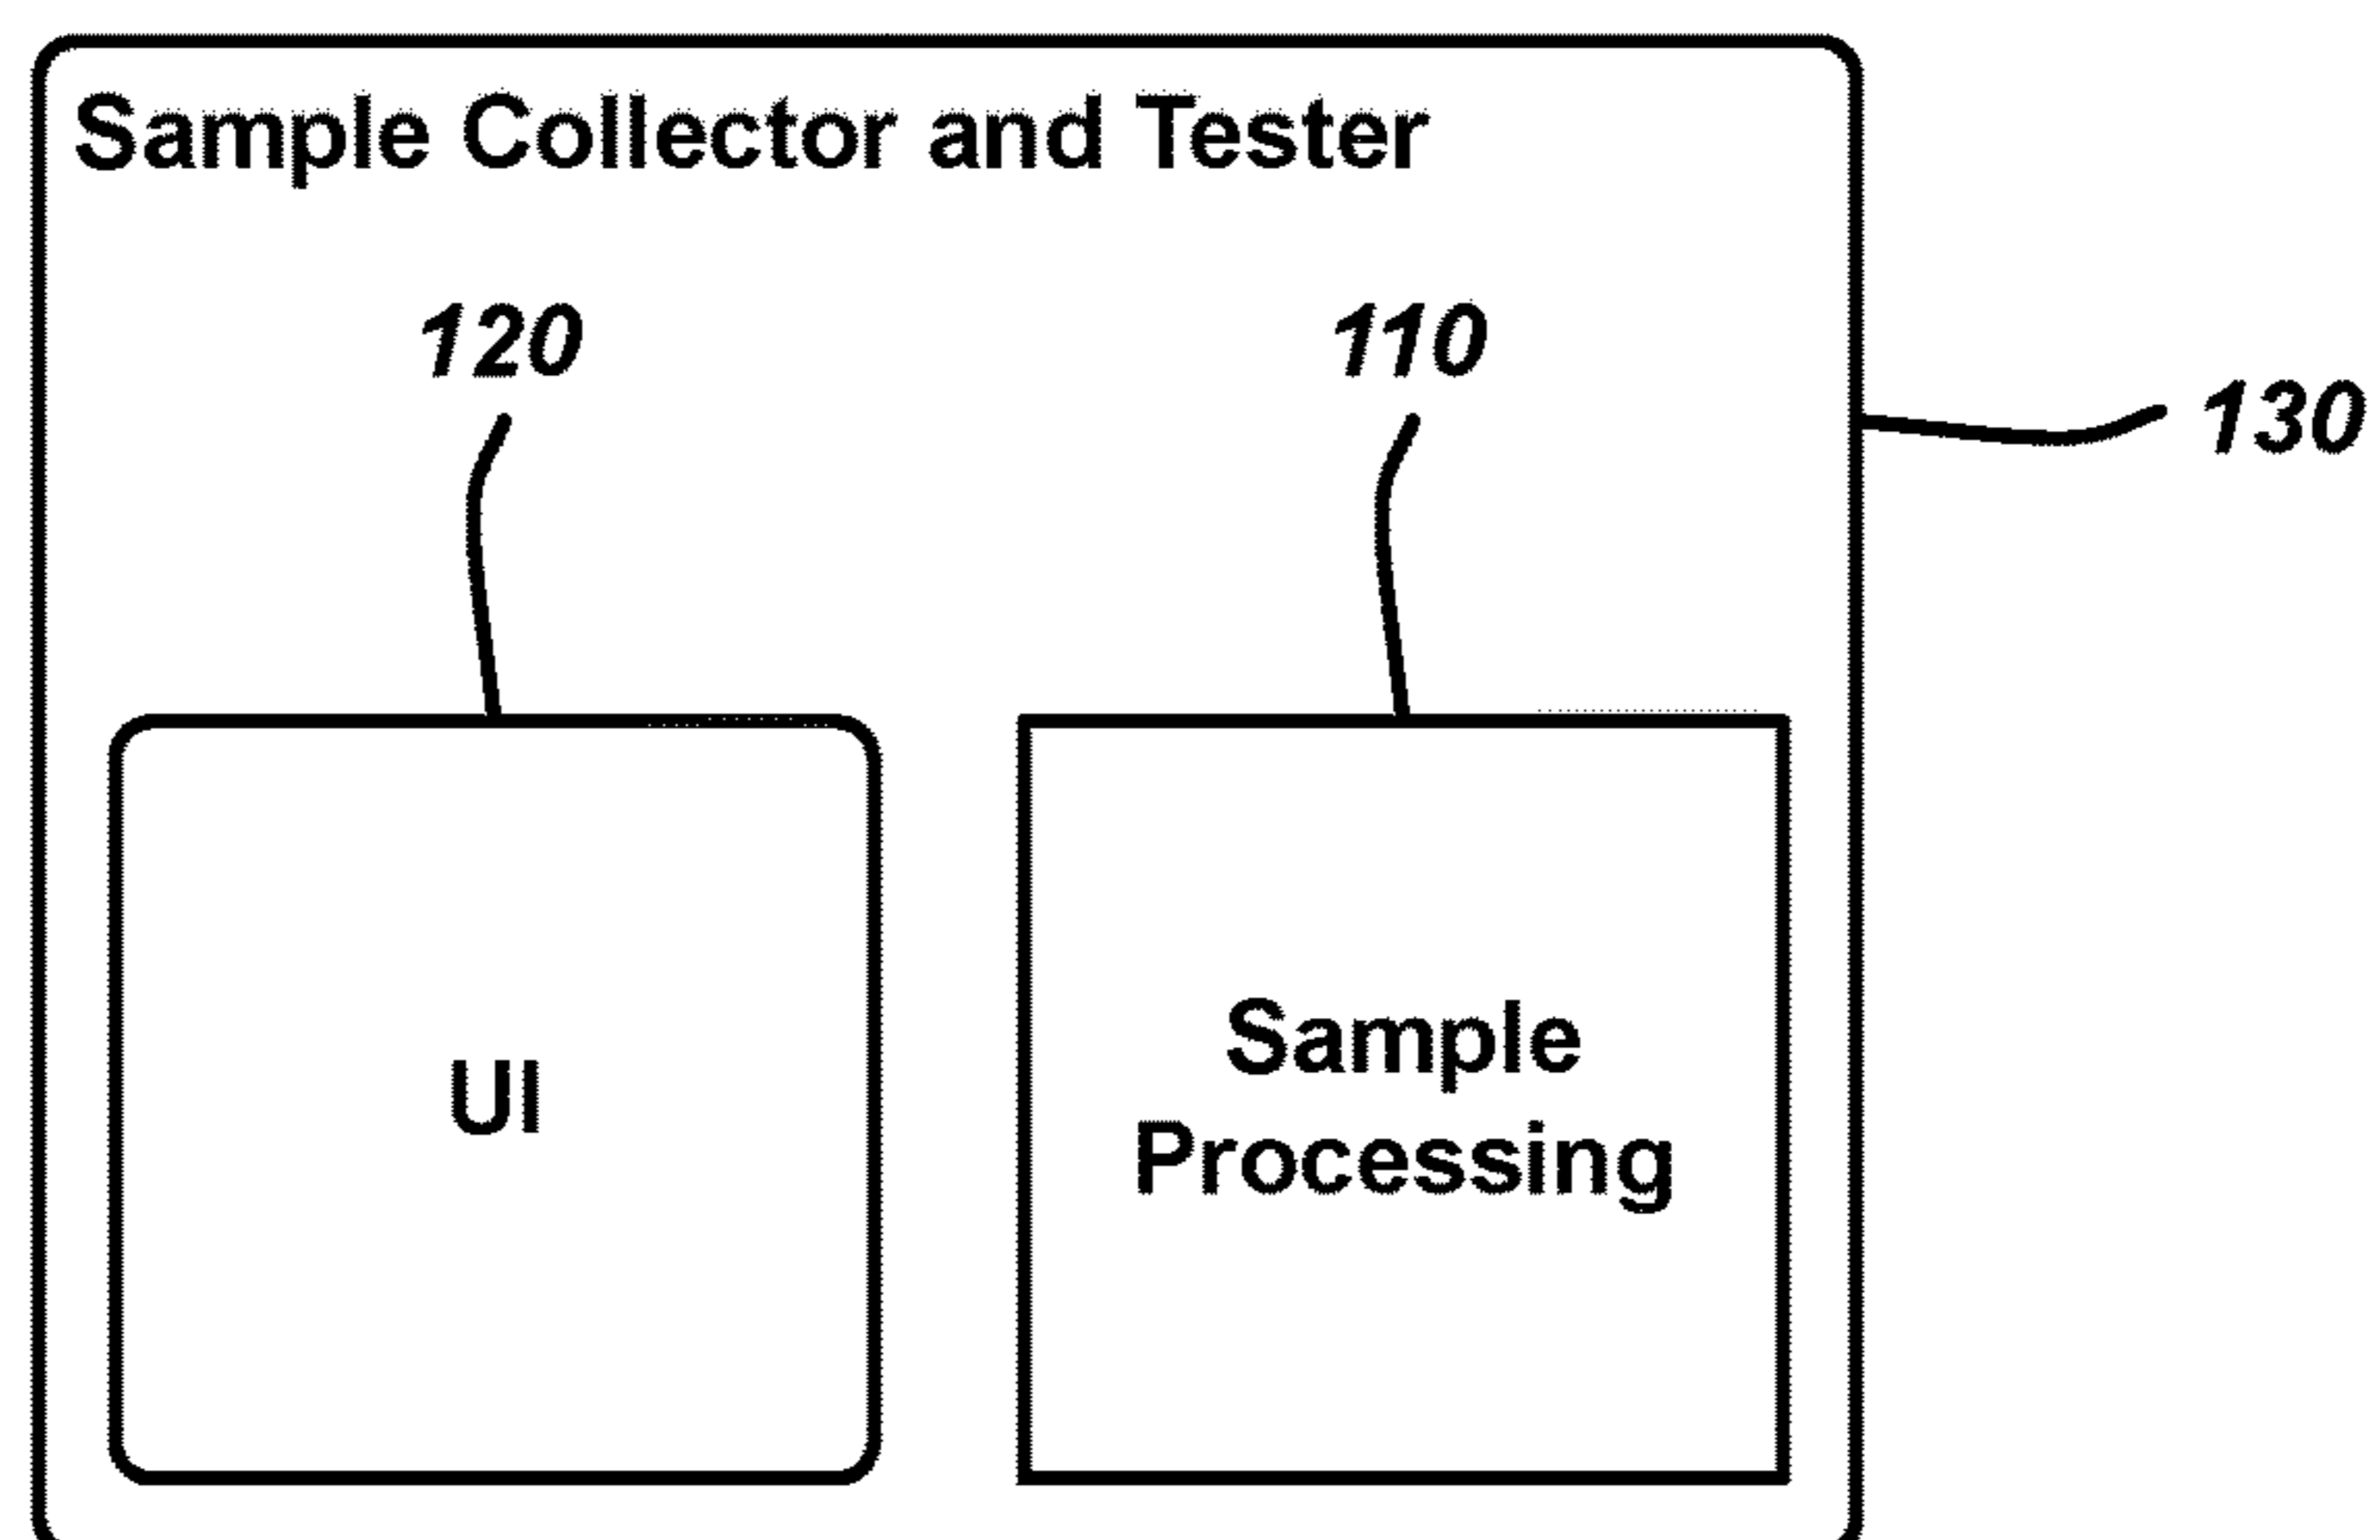 Sample Collector and Tester
120
110
130
UI
Sample
Processing